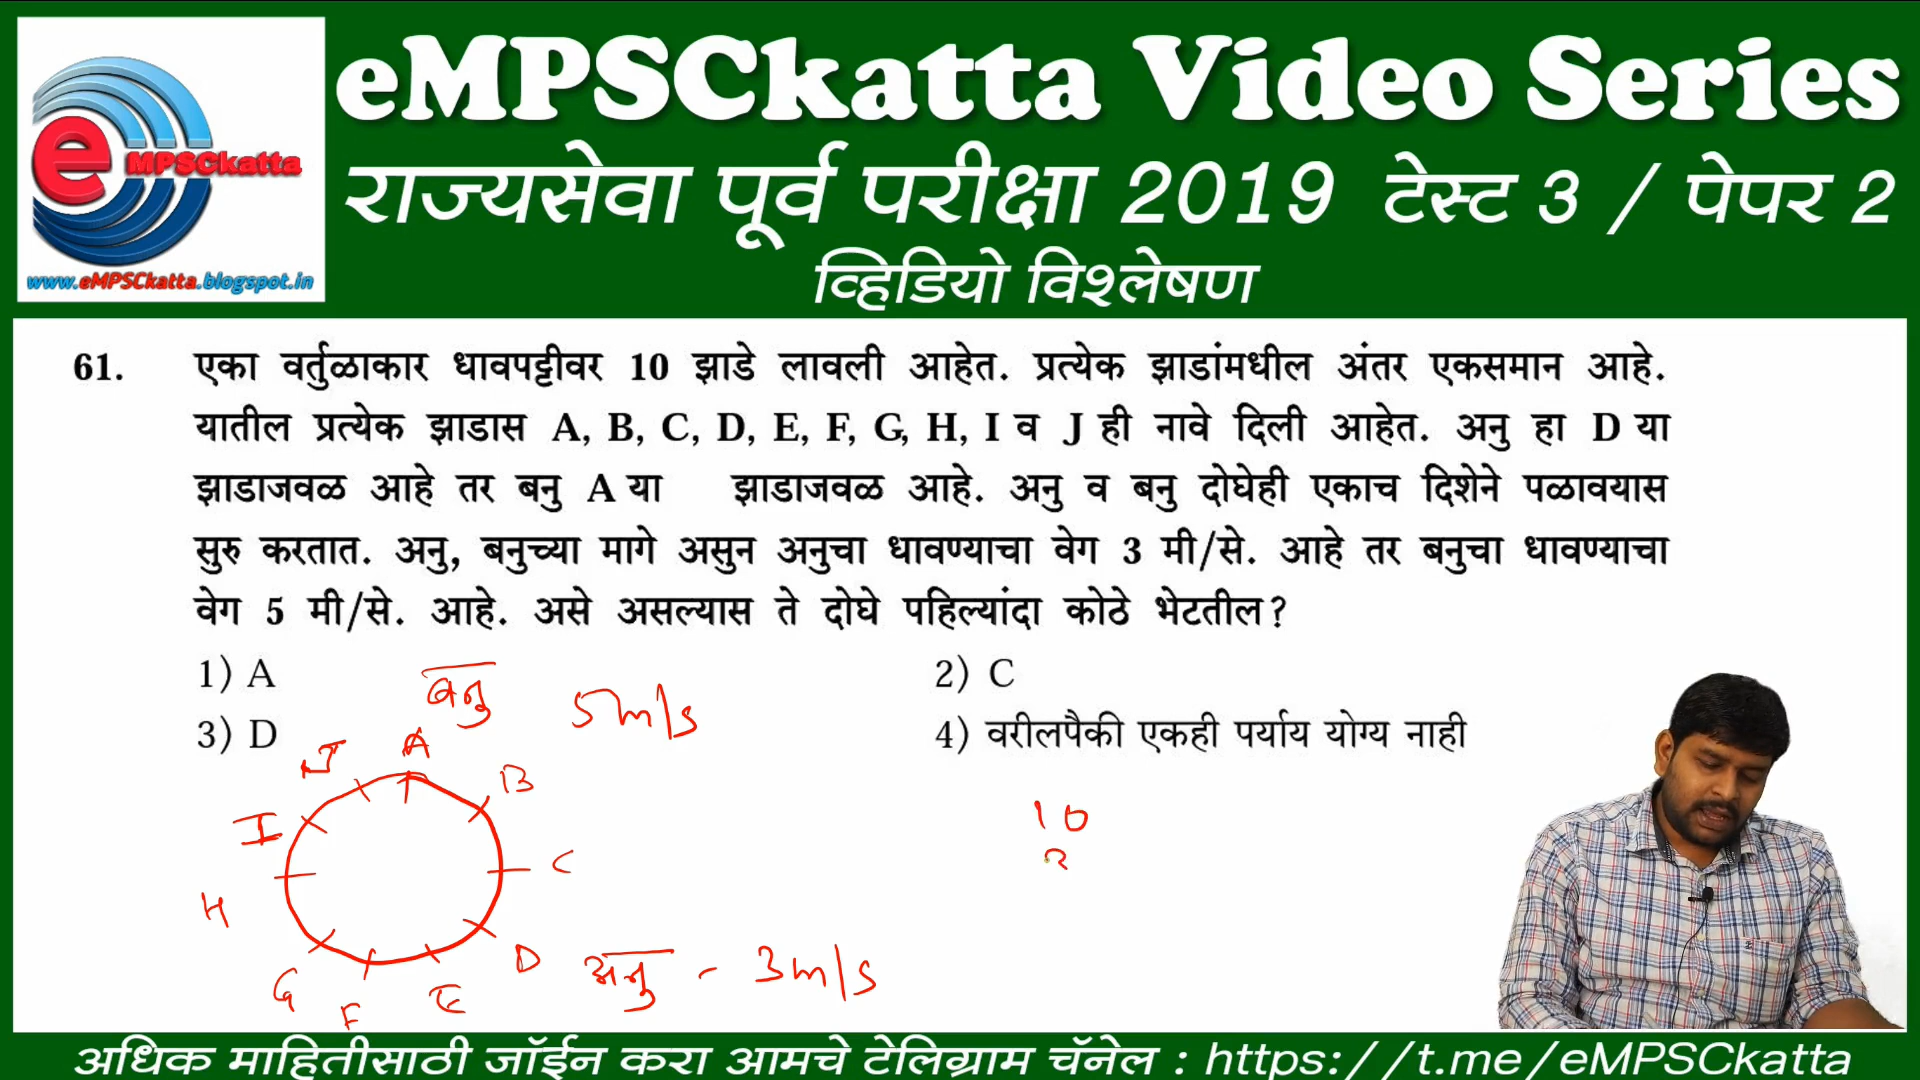 eMPSCkatta Video Series
e MPSCkatta
राज्यसेवा पूर्व परीक्षा 2019 टेस्ट 3 / पेपर 2
www.eMPSCkatta.blogspot.in
व्हिडियो विश्लेषण
61. एका वर्तुळाकार धावपट्टीवर 10 झाडे लावली आहेत. प्रत्येक झाडांमधील अंतर एकसमान आहे.
यातील प्रत्येक झाडास A, B, C, D, E, F, G, H, I व J ही नावे दिली आहेत. अनु हा D या
झाडाजवळ आहे तर बनु A या झाडाजवळ आहे. अनु व बनु दोघेही एकाच दिशेने पळावयास
सुरु करतात. अनु, बनुच्या मागे असुन अनुचा धावण्याचा वेग 3 मी/से. आहे तर बनुचा धावण्याचा
वेग 5 मी/से. आहे. असे असल्यास ते दोघे पहिल्यांदा कोठे भेटतील?
1) A 2) C
3) D 4) वरीलपैकी एकही पर्याय योग्य नाही
बनु 5m/s
J A B
I C
10
H
G F E D
अनु - 3m/s
अधिक माहितीसाठी जॉईन करा आमचे टेलिग्राम चॅनेल : https://t.me/eMPSCkatta